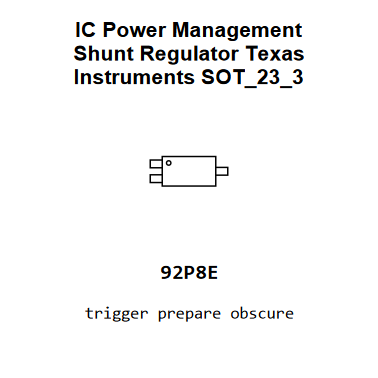 IC Power Management
Shunt Regulator Texas
Instruments SOT_23_3
92P8E
trigger prepare obscure